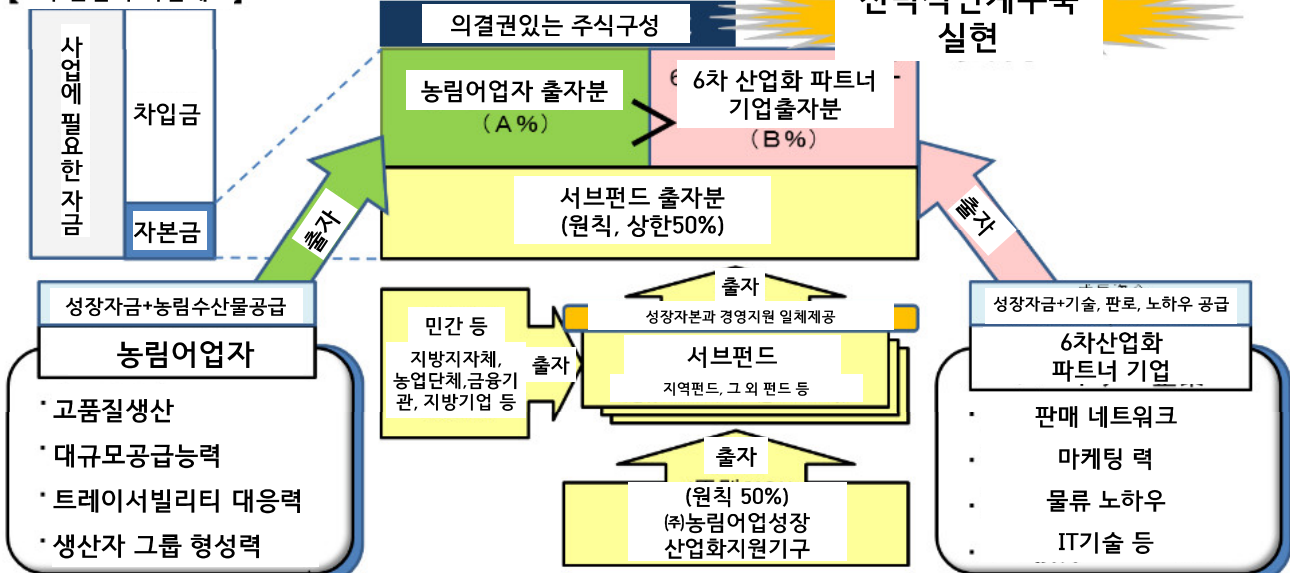 의결권있는 주식구성
실현
사업에 필요한 자금
차입금
자본금
농림어업자 출자분
(A%)
>
6차 산업화 파트너
기업출자분
(B%)
서브펀드 출자분
(원칙, 상한50%)
출자
출자
성장자금+농림수산물공급
농림어업자
· 고품질생산
· 대규모공급능력
· 트레이서빌리티 대응력
· 생산자 그룹 형성력
민간 등
지방지자체,
농업단체,금융기
관, 지방기업 등
출자
출자
성장자본과 경영지원 일체제공
서브펀드
지역펀드, 그 외 펀드 등
출자
(원칙 50%)
㈜농림어업성장
산업화지원기구
성장자금+기술, 판로, 노하우 공급
6차산업화
파트너 기업
· 판매 네트워크
· 마케팅 력
· 물류 노하우
· IT기술 등